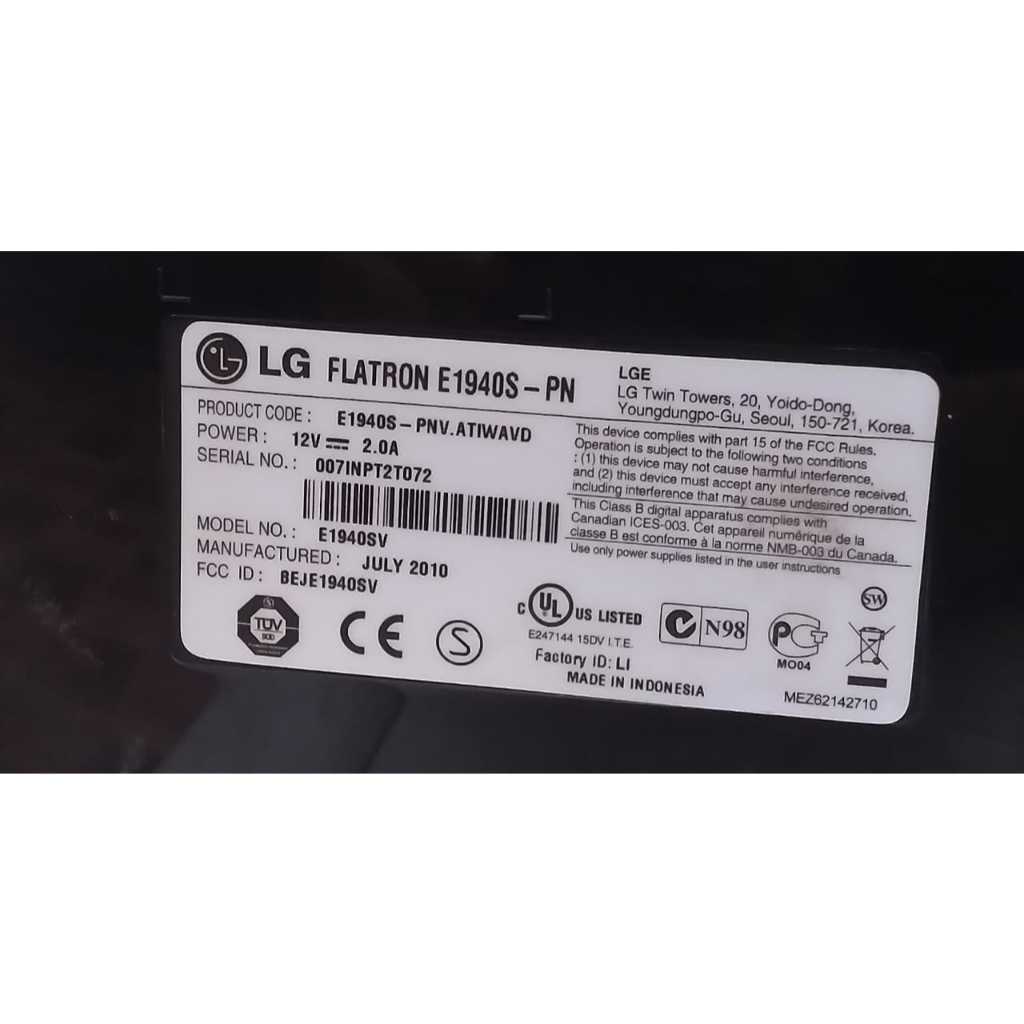 LG FLATRON E1940S-PN
PRODUCT CODE : E1940S-PNV.ATIWAVD
POWER : 12V 2.0A
SERIAL NO. : 007INPT2T072
MODEL NO. : E1940SV
MANUFACTURED : JULY 2010
FCC ID : BEJE1940SV
LGE
LG Twin Towers, 20, Yoido-Dong,
Youngdungpo-Gu, Seoul, 150-721, Korea.
This device complies with part 15 of the FCC Rules.
Operation is subject to the following two conditions
: (1) this device may not cause harmful interference,
and (2) this device must accept any interference received,
including interference that may cause undesired operation.
This Class B digital apparatus complies with
Canadian ICES-003. Cet appareil numérique de la
classe B est conforme à la norme NMB-003 du Canada.
Use only power supplies listed in the user instructions
TÜV
CE
S
C UL US LISTED
E247144 15DV I.T.E.
Factory ID: LI
MADE IN INDONESIA
N98
PCT
MO04
SW
MEZ62142710